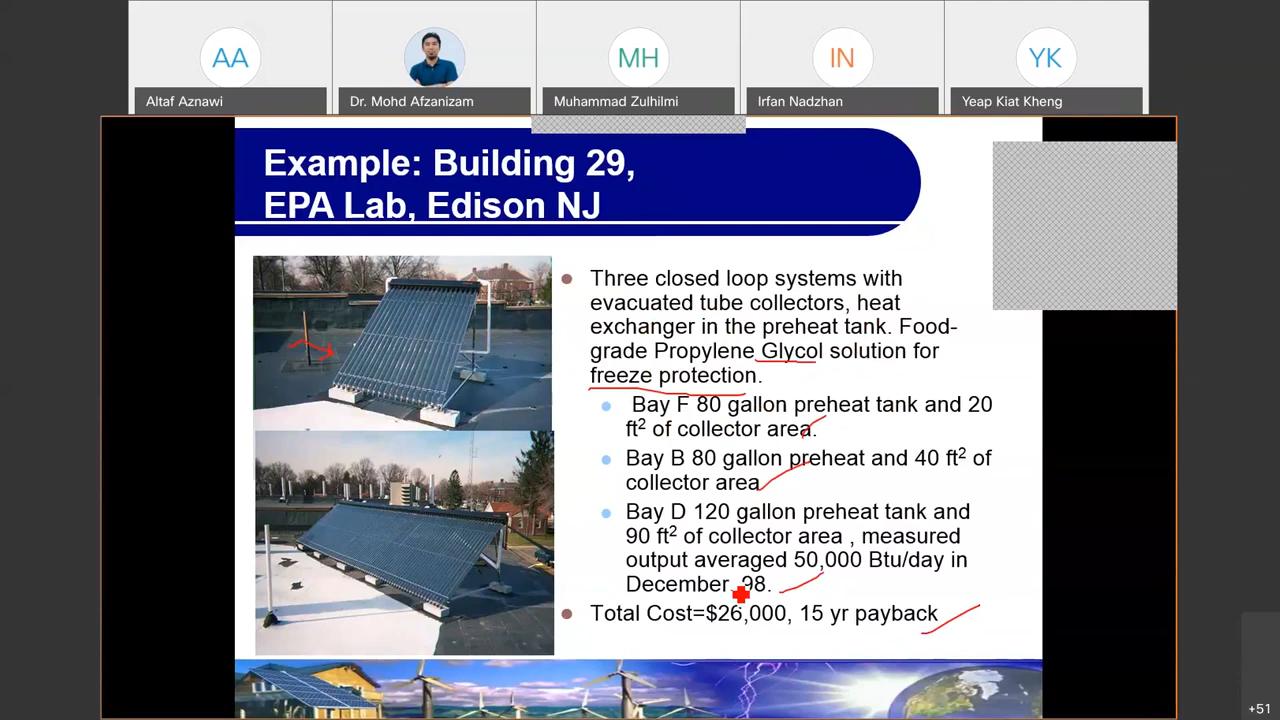 AA
MH
IN
YK
Altaf Aznawi
Dr. Mohd Afzanizam
Muhammad Zulhilmi
Irfan Nadzhan
Yeap Kiat Kheng
Example: Building 29,
EPA Lab, Edison NJ
Three closed loop systems with
evacuated tube collectors, heat
exchanger in the preheat tank. Food-
grade Propylene Glycol solution for
freeze protection.
Bay F 80 gallon preheat tank and 20
ft² of collector area.
Bay B 80 gallon preheat and 40 ft² of
collector area
Bay D 120 gallon preheat tank and
90 ft² of collector area , measured
output averaged 50,000 Btu/day in
December, 98.
Total Cost=$26,000, 15 yr payback
+51